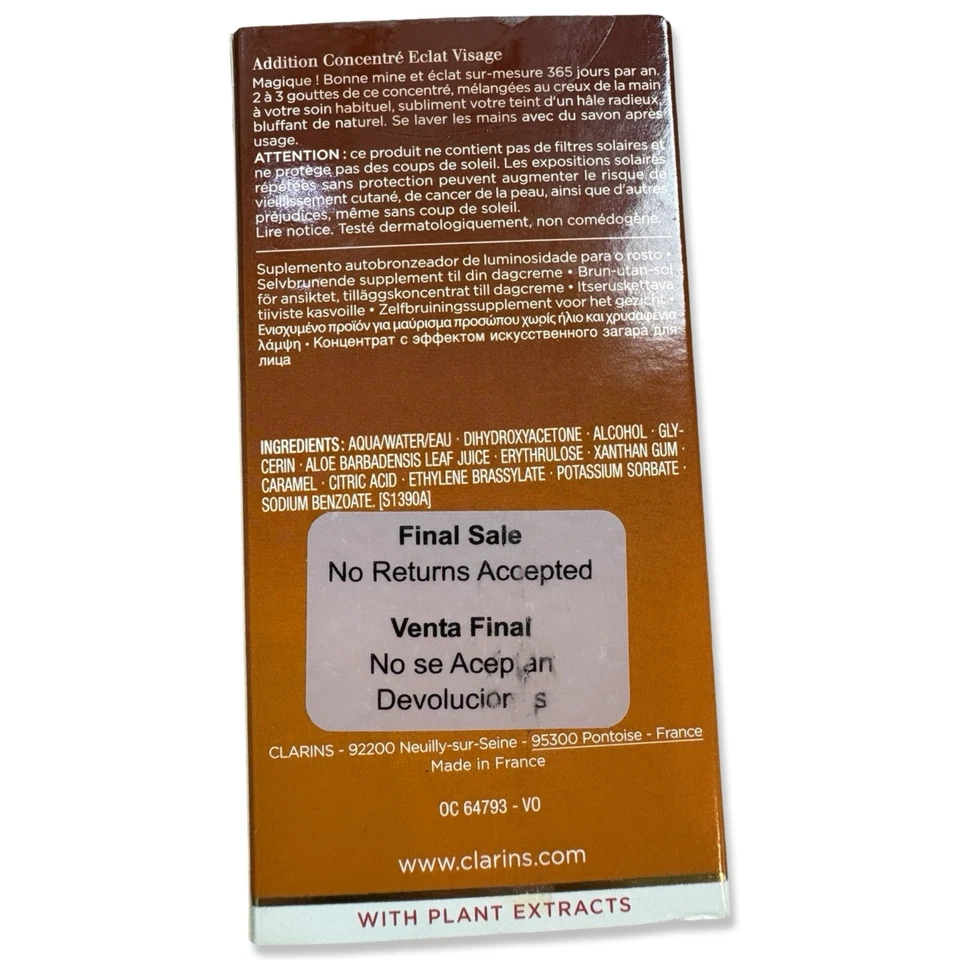 Addition Concentré Eclat Visage
Magique ! Bonne mine et éclat sur-mesure 365 jours par an.
2 à 3 gouttes de ce concentré, mélangées au creux de la main
à votre soin habituel, subliment votre teint d'un hâle radieux,
bluffant de naturel. Se laver les mains avec du savon après
usage.
ATTENTION : ce produit ne contient pas de filtres solaires et
ne protège pas des coups de soleil. Les expositions solaires
répétées sans protection peuvent augmenter le risque de
vieillissement cutané, de cancer de la peau, ainsi que d'autres
préjudices, même sans coup de soleil.
Lire notice. Testé dermatologiquement, non comédogène.
Suplemento autobronzeador de luminosidade para o rosto •
Selvbrunende supplement til din dagcreme • Brun-utan-sol
för ansiktet, tilläggskoncentrat till dagcreme • Itseruskettava
tiiviste kasvoille • Zelfbruiningssupplement voor het gezicht •
Ενισχυμένο προϊόν για μαύρισμα προσώπου χωρίς ήλιο και χρυσαφένια
λάμψη • Концентрат с эффектом искусственного загара для
лица
INGREDIENTS: AQUA/WATER/EAU · DIHYDROXYACETONE · ALCOHOL · GLY-
CERIN · ALOE BARBADENSIS LEAF JUICE · ERYTHRULOSE · XANTHAN GUM ·
CARAMEL · CITRIC ACID · ETHYLENE BRASSYLATE · POTASSIUM SORBATE ·
SODIUM BENZOATE. [S1390A]
Final Sale
No Returns Accepted
Venta Final
No se Aceptan
Devoluciones
CLARINS - 92200 Neuilly-sur-Seine - 95300 Pontoise - France
Made in France
OC 64793 - VO
www.clarins.com
WITH PLANT EXTRACTS